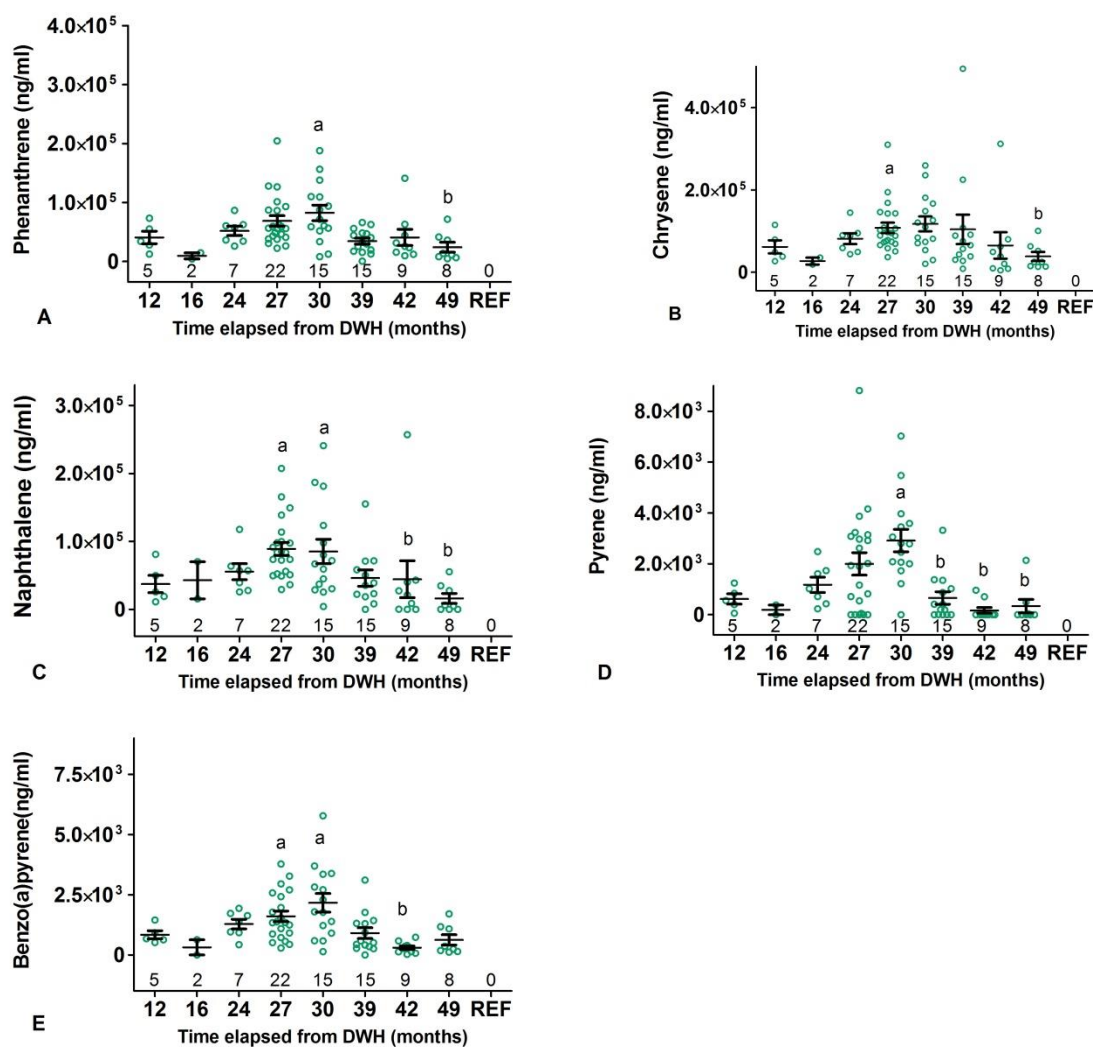 4.0×10⁵
3.0×10⁵
2.0×10⁵
1.0×10⁵
0.0
Phenanthrene (ng/ml)
a
b
5 2 7 22 15 15 9 8 0
12 16 24 27 30 39 42 49 REF
Time elapsed from DWH (months)
A
4.0×10⁵
2.0×10⁵
0
Chrysene (ng/ml)
a
b
5 2 7 22 15 15 9 8 0
12 16 24 27 30 39 42 49 REF
Time elapsed from DWH (months)
B
3.0×10⁵
2.0×10⁵
1.0×10⁵
0
Naphthalene (ng/ml)
a a
b b
5 2 7 22 15 15 9 8 0
12 16 24 27 30 39 42 49 REF
Time elapsed from DWH (months)
C
8.0×10³
6.0×10³
4.0×10³
2.0×10³
0
Pyrene (ng/ml)
a
b b b
5 2 7 22 15 15 9 8 0
12 16 24 27 30 39 42 49 REF
Time elapsed from DWH (months)
D
7.5×10³
5.0×10³
2.5×10³
0
Benzo(a)pyrene(ng/ml)
a a
b
5 2 7 22 15 15 9 8 0
12 16 24 27 30 39 42 49 REF
Time elapsed from DWH (months)
E